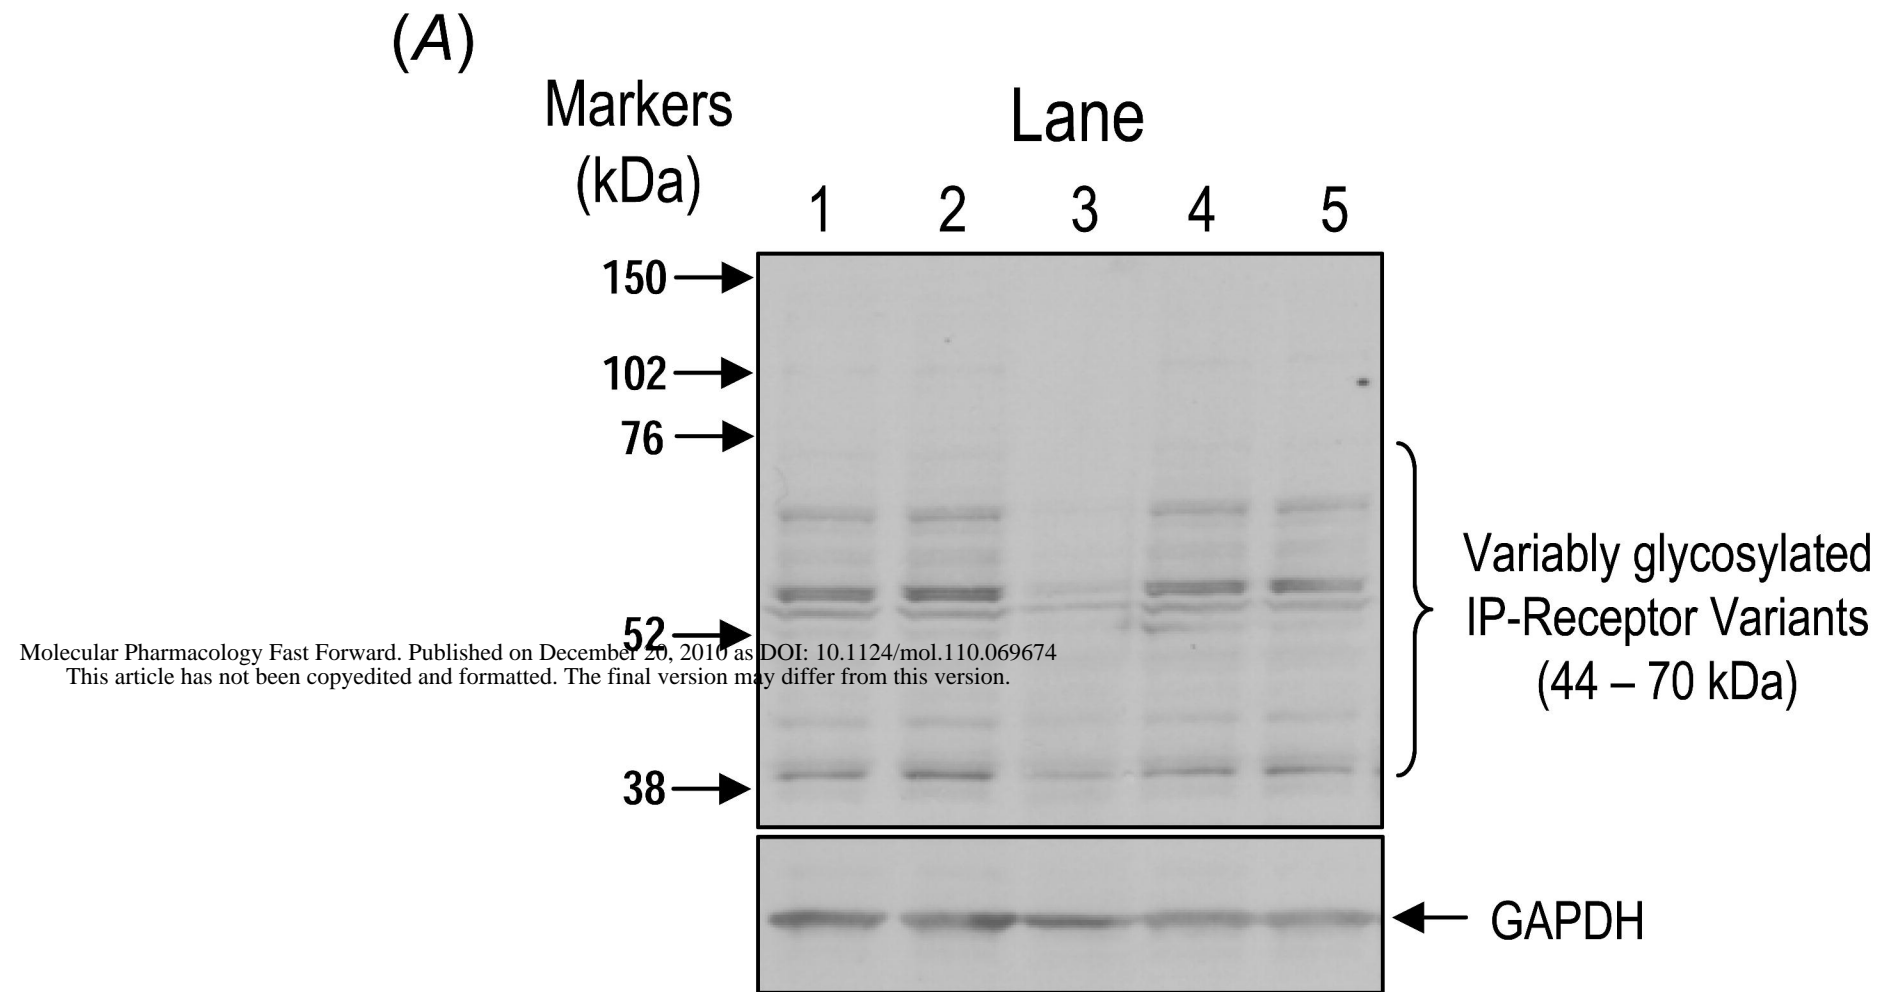 (A)
Markers
(kDa)
Lane
1 2 3 4 5
150
102
76
52
38
Variably glycosylated
IP-Receptor Variants
(44 – 70 kDa)
GAPDH
Molecular Pharmacology Fast Forward. Published on December 20, 2010 as DOI: 10.1124/mol.110.069674
This article has not been copyedited and formatted. The final version may differ from this version.